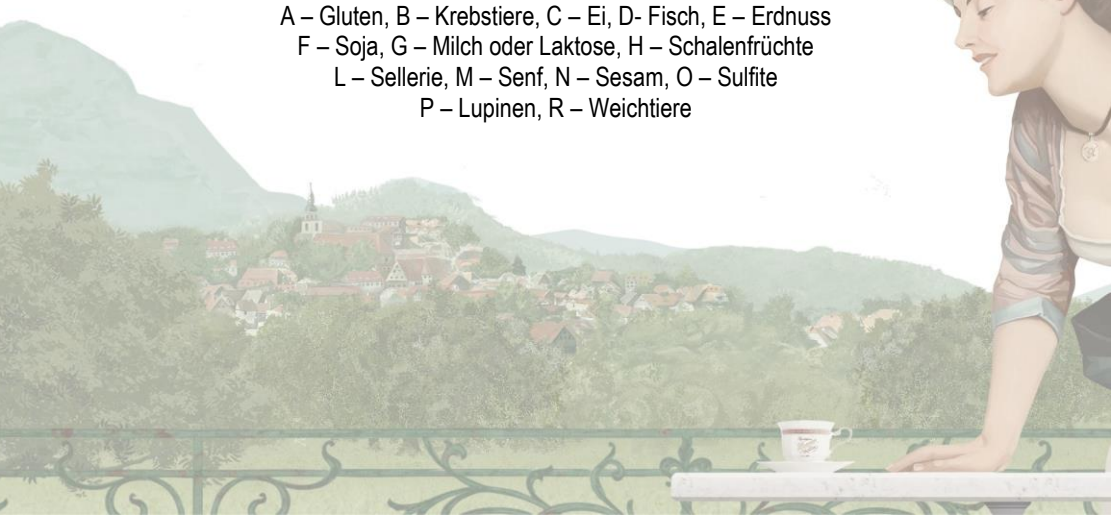 A – Gluten, B – Krebstiere, C – Ei, D- Fisch, E – Erdnuss
F – Soja, G – Milch oder Laktose, H – Schalenfrüchte
L – Sellerie, M – Senf, N – Sesam, O – Sulfite
P – Lupinen, R – Weichtiere